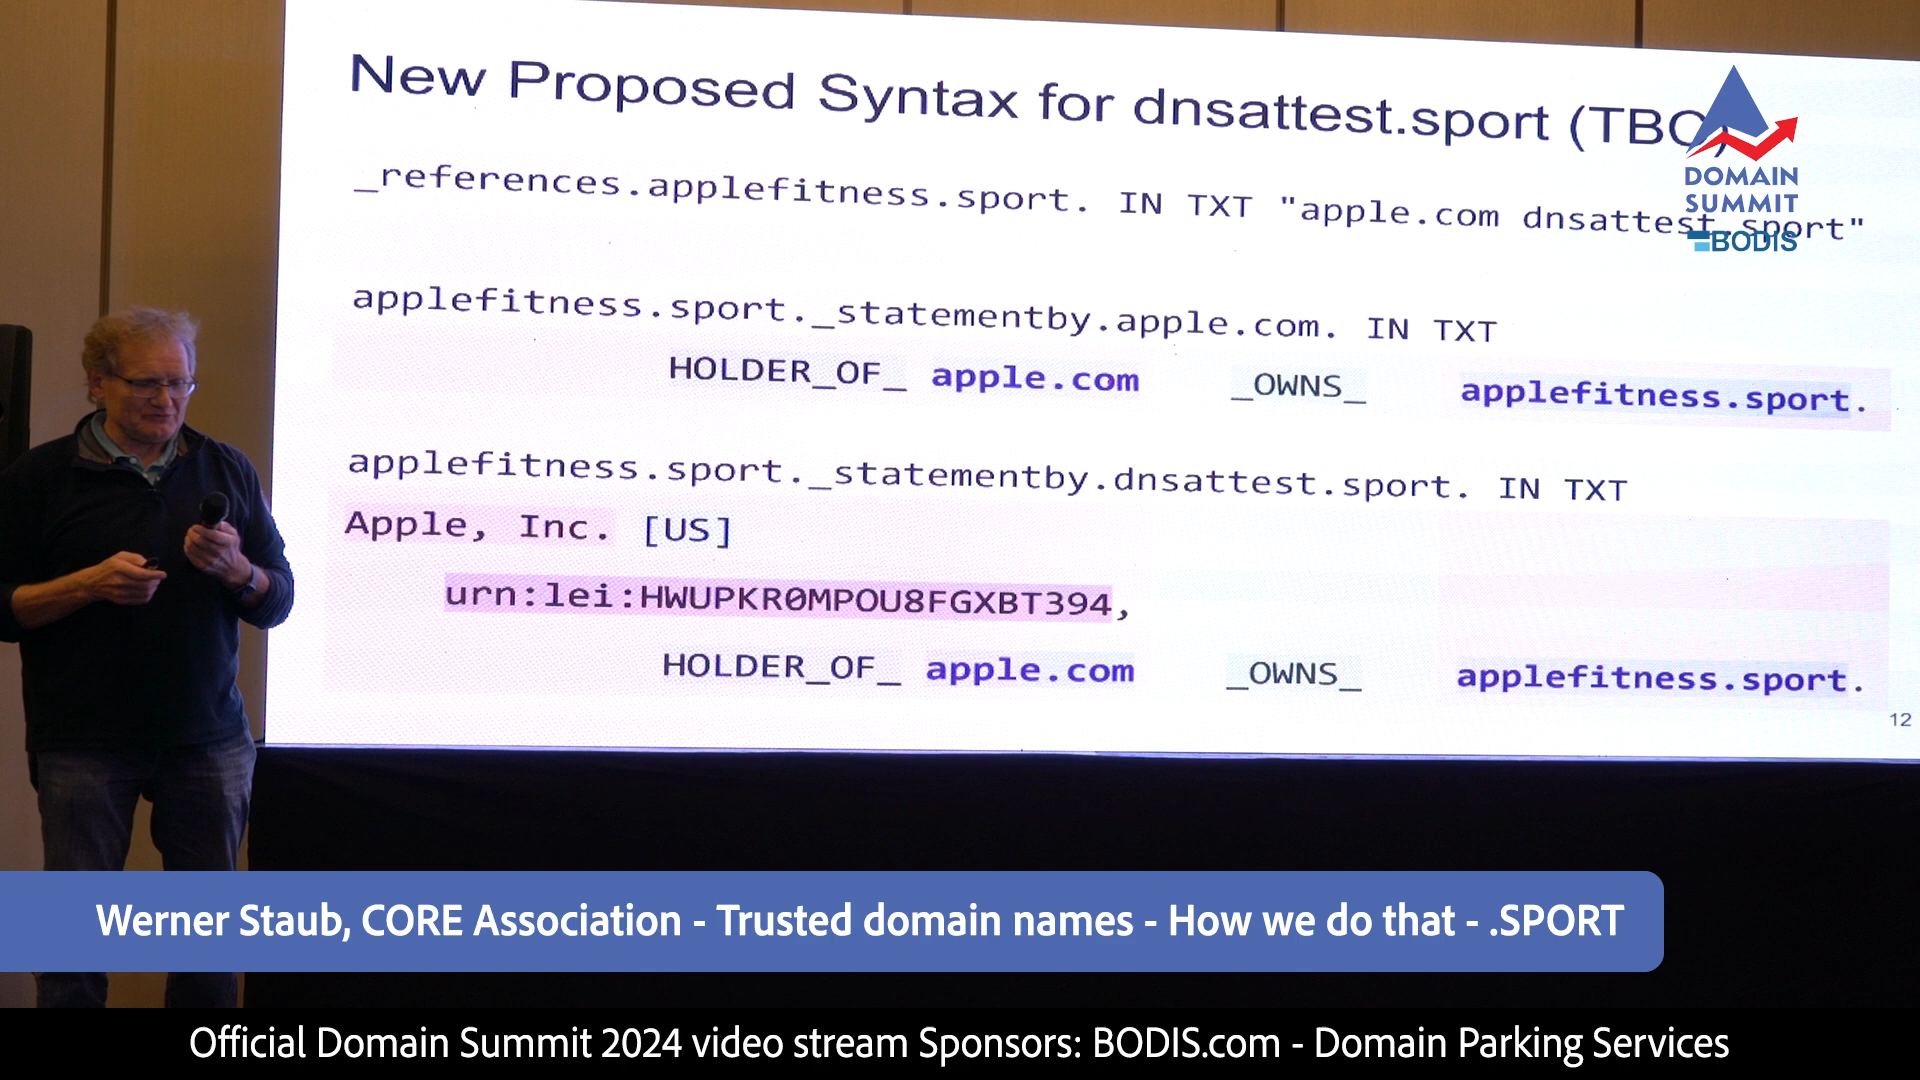 New Proposed Syntax for dnsattest.sport (TBC)
DOMAIN
SUMMIT
BODIS
_references.applefitness.sport. IN TXT "apple.com dnsattest.sport"
applefitness.sport._statementby.apple.com. IN TXT
HOLDER_OF_ apple.com _OWNS_ applefitness.sport.
applefitness.sport._statementby.dnsattest.sport. IN TXT
Apple, Inc. [US]
urn:lei:HWUPKR0MPOU8FGXBT394,
HOLDER_OF_ apple.com _OWNS_ applefitness.sport.
12
Werner Staub, CORE Association - Trusted domain names - How we do that - .SPORT
Official Domain Summit 2024 video stream Sponsors: BODIS.com - Domain Parking Services